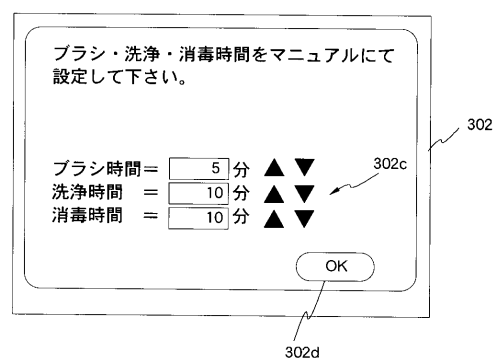 ブラシ・洗浄・消毒時間をマニュアルにて
設定して下さい。
302
ブラシ時間＝ 5 分 ▲ ▼
302c
洗浄時間 ＝ 10 分 ▲ ▼
消毒時間 ＝ 10 分 ▲ ▼
OK
302d